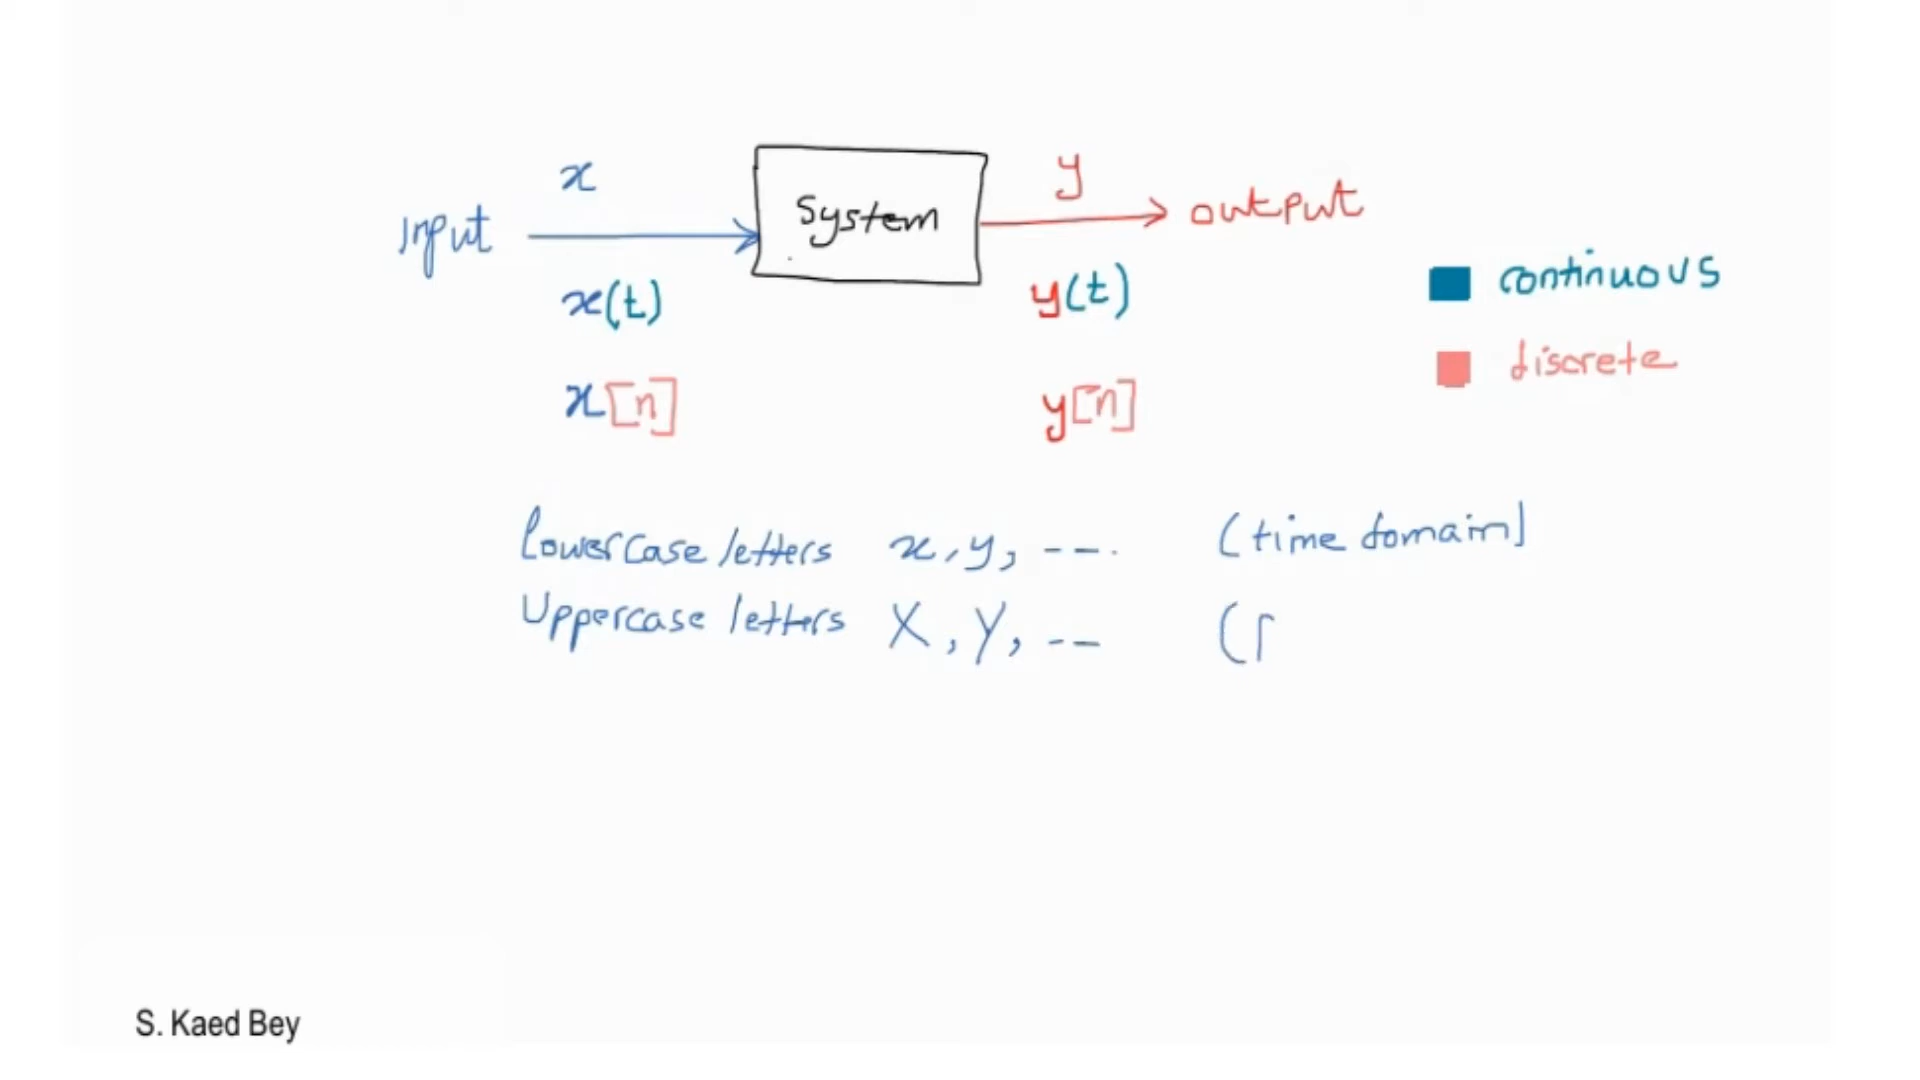 x
System
y
Input
output
x(t)
y(t)
continuous
x[n]
y[n]
discrete
Lowercase letters x, y, --- . (time domain)
Uppercase letters X, Y, -- (
S. Kaed Bey